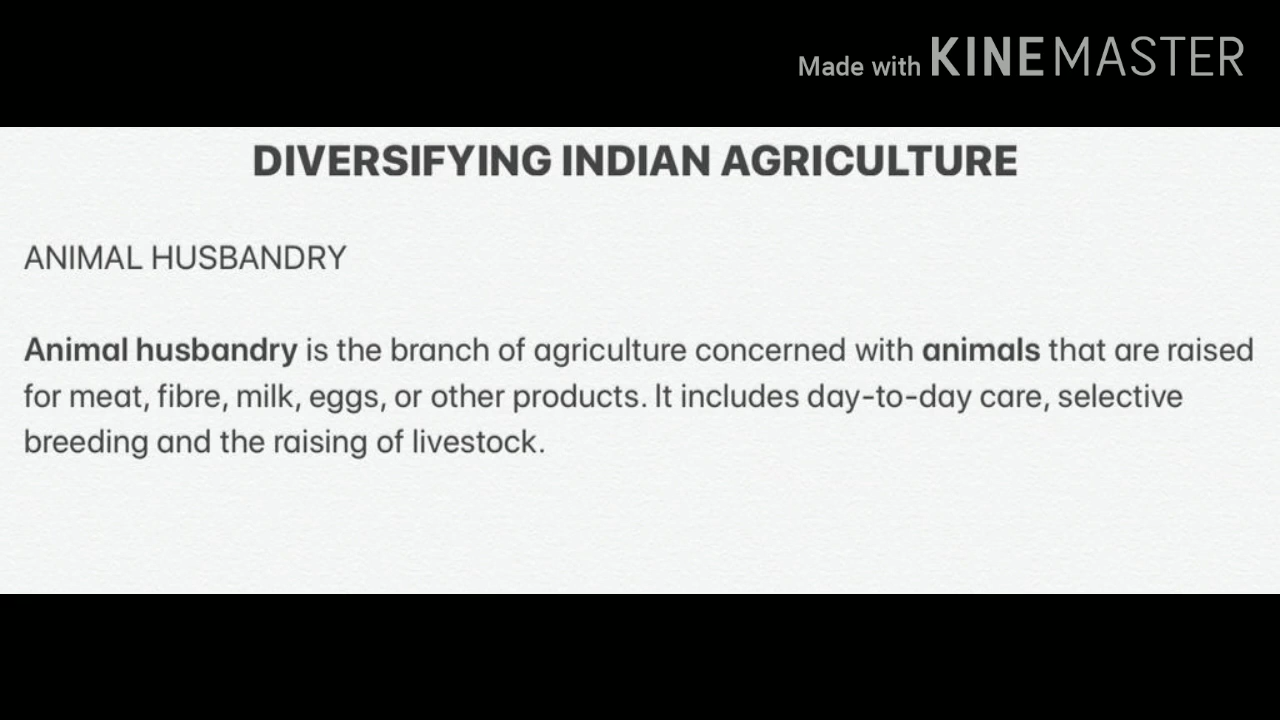 Made with KINEMASTER
DIVERSIFYING INDIAN AGRICULTURE
ANIMAL HUSBANDRY
Animal husbandry is the branch of agriculture concerned with animals that are raised
for meat, fibre, milk, eggs, or other products. It includes day-to-day care, selective
breeding and the raising of livestock.